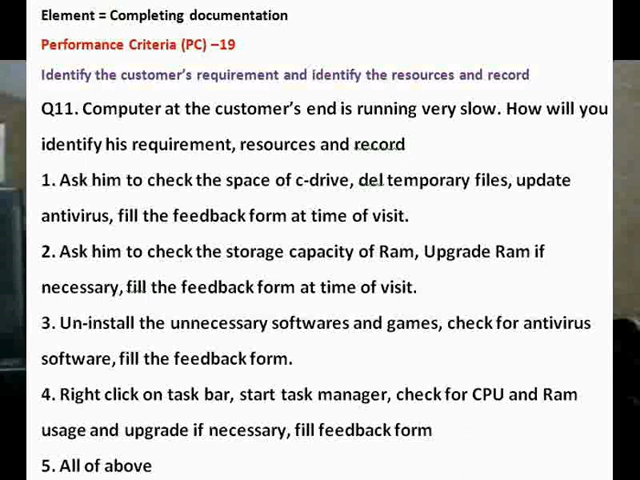 Element = Completing documentation
Performance Criteria (PC) –19
Identify the customer's requirement and identify the resources and record
Q11. Computer at the customer's end is running very slow. How will you
identify his requirement, resources and record
1. Ask him to check the space of c-drive, del temporary files, update
antivirus, fill the feedback form at time of visit.
2. Ask him to check the storage capacity of Ram, Upgrade Ram if
necessary, fill the feedback form at time of visit.
3. Un-install the unnecessary softwares and games, check for antivirus
software, fill the feedback form.
4. Right click on task bar, start task manager, check for CPU and Ram
usage and upgrade if necessary, fill feedback form
5. All of above